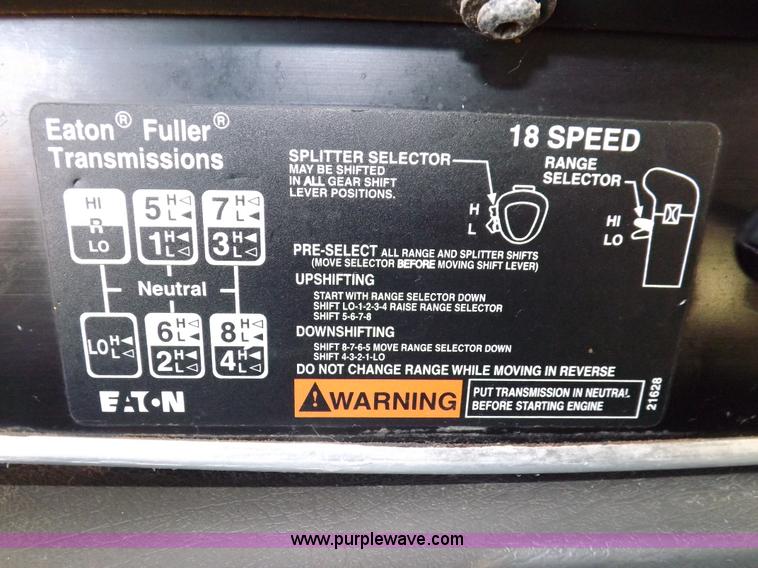 Eaton® Fuller®
Transmissions
18 SPEED
SPLITTER SELECTOR
MAY BE SHIFTED
IN ALL GEAR SHIFT
LEVER POSITIONS.
H
L
RANGE
SELECTOR
HI
LO
HI
R
LO
5 H L
1 H L
7 H L
3 H L
Neutral
LO H L
6 H L
2 H L
8 H L
4 H L
PRE-SELECT ALL RANGE AND SPLITTER SHIFTS
(MOVE SELECTOR BEFORE MOVING SHIFT LEVER)
UPSHIFTING
START WITH RANGE SELECTOR DOWN
SHIFT LO-1-2-3-4 RAISE RANGE SELECTOR
SHIFT 5-6-7-8
DOWNSHIFTING
SHIFT 8-7-6-5 MOVE RANGE SELECTOR DOWN
SHIFT 4-3-2-1-LO
DO NOT CHANGE RANGE WHILE MOVING IN REVERSE
WARNING
PUT TRANSMISSION IN NEUTRAL
BEFORE STARTING ENGINE
21628
EATON
www.purplewave.com